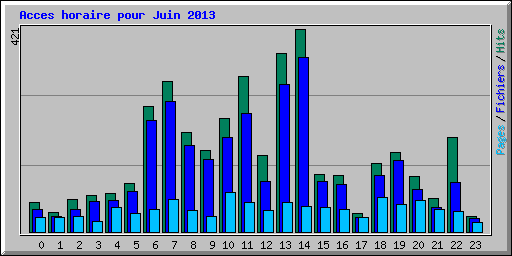 Acces horaire pour Juin 2013
421
Pages / Fichiers / Hits
0 1 2 3 4 5 6 7 8 9 10 11 12 13 14 15 16 17 18 19 20 21 22 23